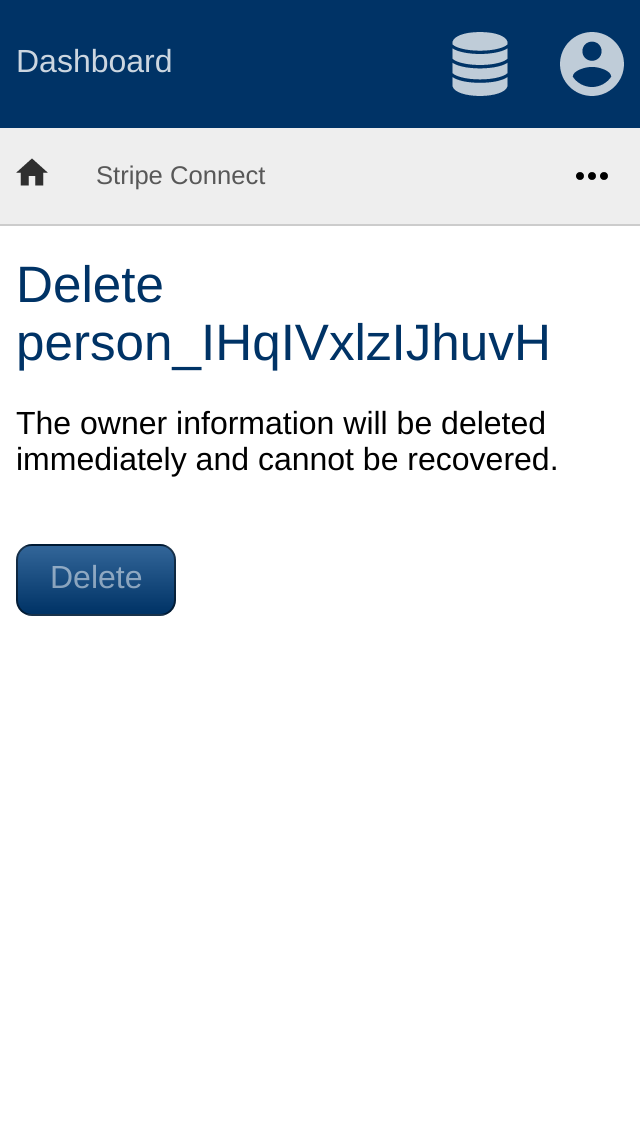 Dashboard
Stripe Connect
Delete
person_IHqIVxlzIJhuvH
The owner information will be deleted
immediately and cannot be recovered.
Delete